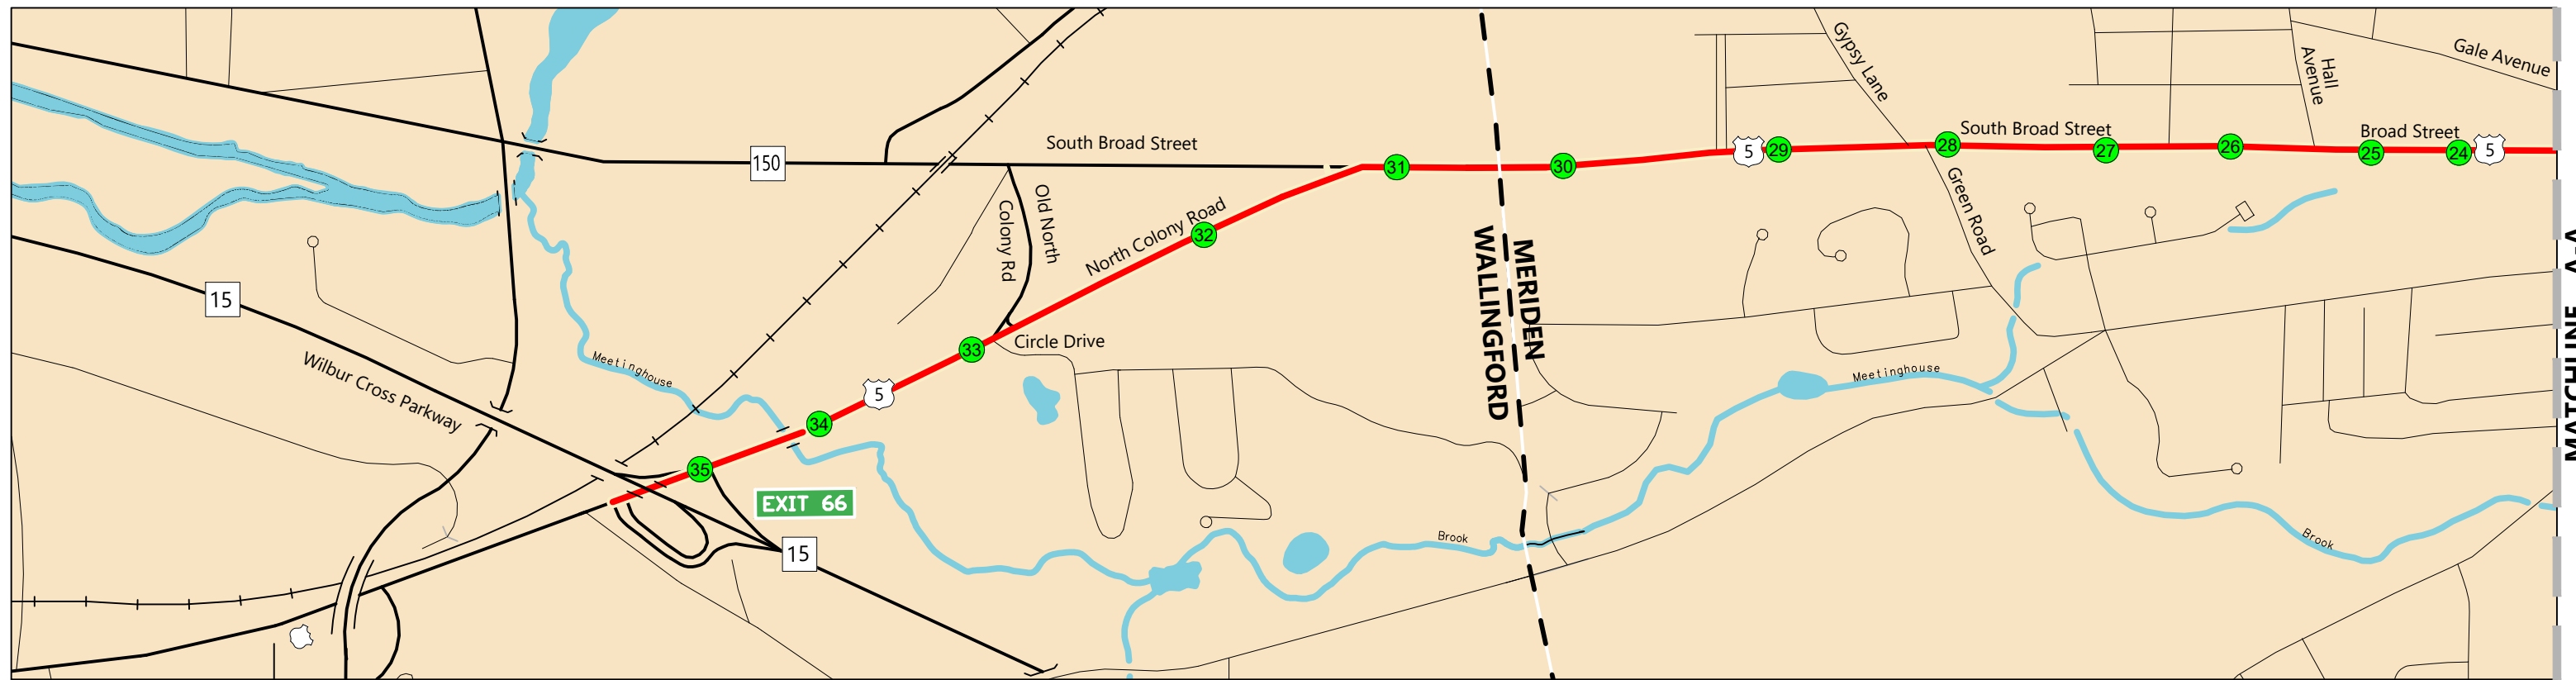 Gypsy Lane
Hall
Avenue
Gale Avenue
South Broad Street
150
31
30
5
29
28
South Broad Street
27
26
Broad Street
25
24
5
Old North
Colony Rd
North Colony Road
32
Green Road
MERIDEN
WALLINGFORD
15
Wilbur Cross Parkway
Meetinghouse
33
Circle Drive
5
34
35
EXIT 66
15
Meetinghouse
Brook
Brook
MATCHLINE